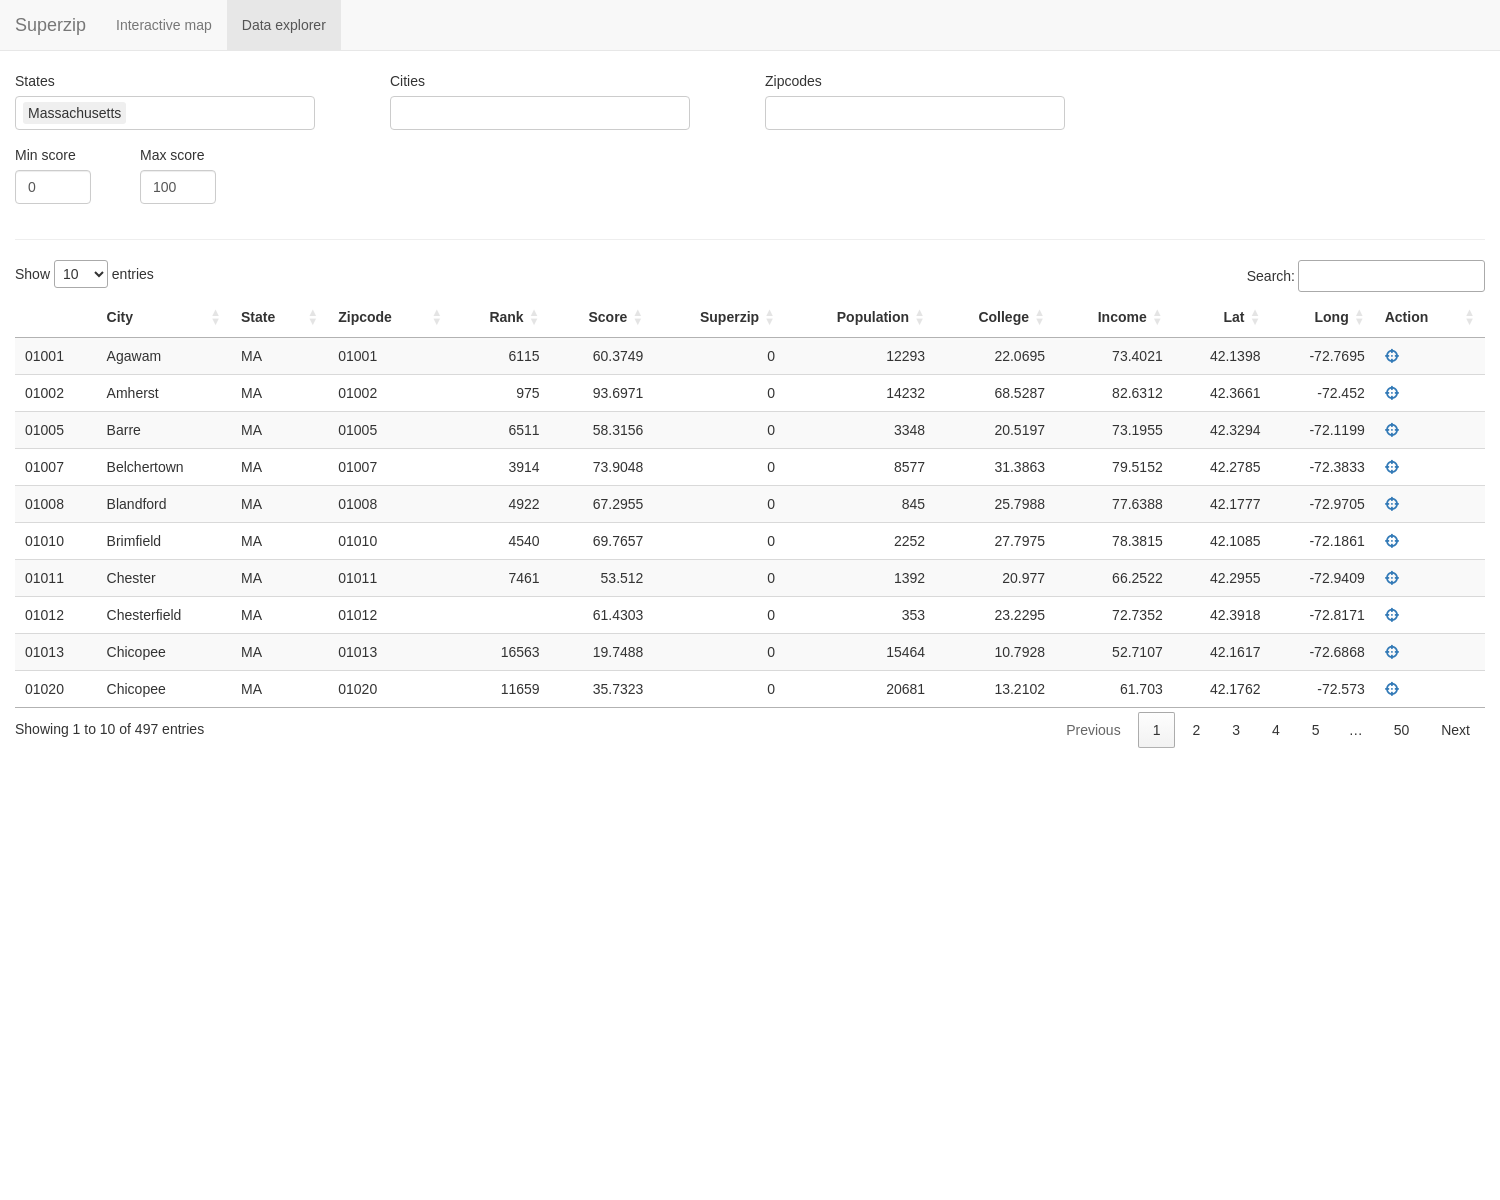 Superzip Interactive map Data explorer
States Cities Zipcodes
Massachusetts
Min score Max score
0 100
Show 10 entries Search:
City State Zipcode Rank Score Superzip Population College Income Lat Long Action
01001 Agawam MA 01001 6115 60.3749 0 12293 22.0695 73.4021 42.1398 -72.7695
01002 Amherst MA 01002 975 93.6971 0 14232 68.5287 82.6312 42.3661 -72.452
01005 Barre MA 01005 6511 58.3156 0 3348 20.5197 73.1955 42.3294 -72.1199
01007 Belchertown MA 01007 3914 73.9048 0 8577 31.3863 79.5152 42.2785 -72.3833
01008 Blandford MA 01008 4922 67.2955 0 845 25.7988 77.6388 42.1777 -72.9705
01010 Brimfield MA 01010 4540 69.7657 0 2252 27.7975 78.3815 42.1085 -72.1861
01011 Chester MA 01011 7461 53.512 0 1392 20.977 66.2522 42.2955 -72.9409
01012 Chesterfield MA 01012 61.4303 0 353 23.2295 72.7352 42.3918 -72.8171
01013 Chicopee MA 01013 16563 19.7488 0 15464 10.7928 52.7107 42.1617 -72.6868
01020 Chicopee MA 01020 11659 35.7323 0 20681 13.2102 61.703 42.1762 -72.573
Showing 1 to 10 of 497 entries Previous 1 2 3 4 5 … 50 Next